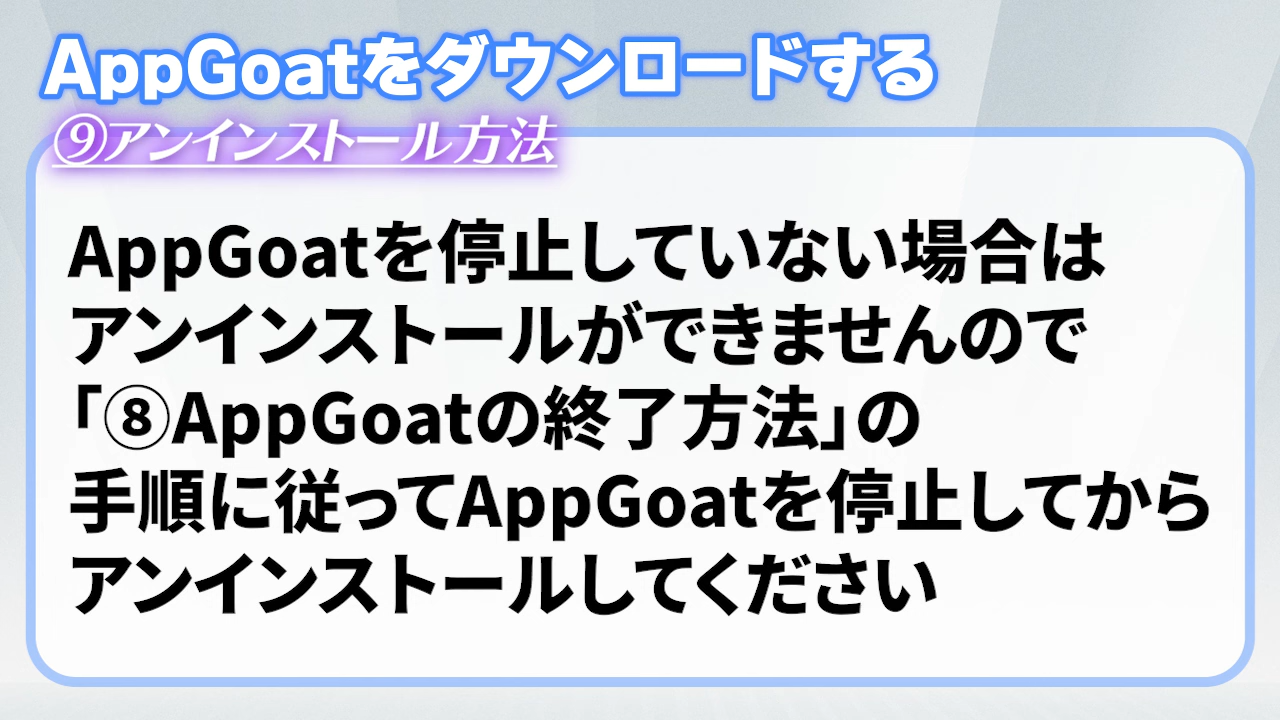 AppGoatをダウンロードする
⑨アンインストール方法
AppGoatを停止していない場合は
アンインストールができませんので
「⑧AppGoatの終了方法」の
手順に従ってAppGoatを停止してから
アンインストールしてください